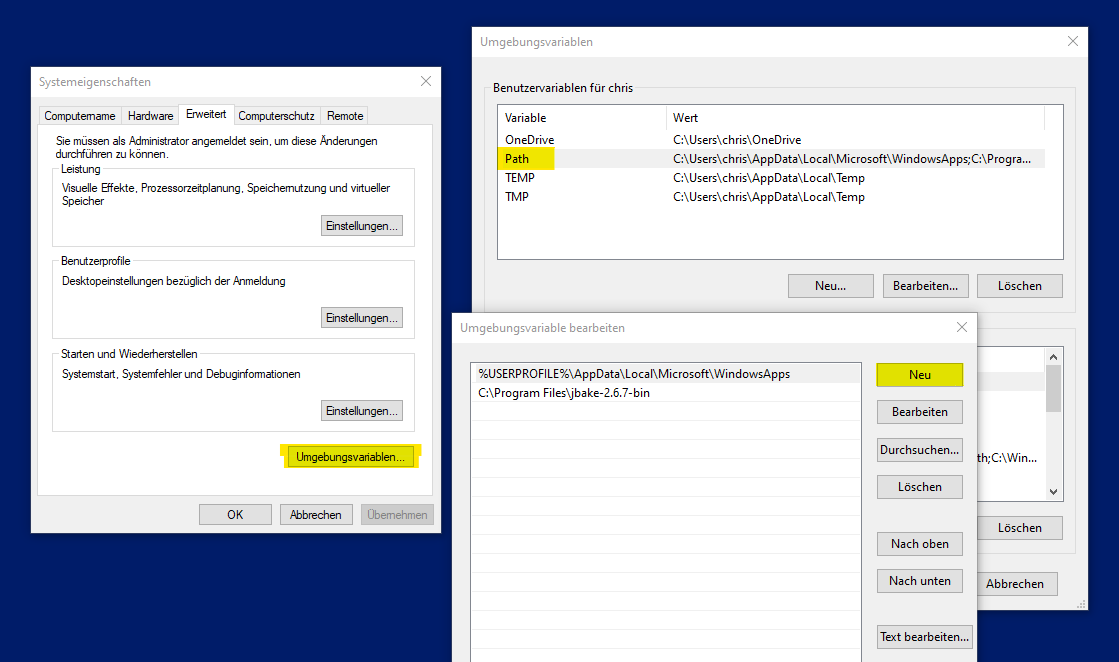 Systemeigenschaften
Computername Hardware Erweitert Computerschutz Remote
Sie müssen als Administrator angemeldet sein, um diese Änderungen
durchführen zu können.
Leistung
Visuelle Effekte, Prozessorzeitplanung, Speichernutzung und virtueller
Speicher
Einstellungen...
Benutzerprofile
Desktopeinstellungen bezüglich der Anmeldung
Einstellungen...
Starten und Wiederherstellen
Systemstart, Systemfehler und Debuginformationen
Einstellungen...
Umgebungsvariablen...
OK Abbrechen Übernehmen
Umgebungsvariablen
Benutzervariablen für chris
Variable Wert
OneDrive C:\Users\chris\OneDrive
Path C:\Users\chris\AppData\Local\Microsoft\WindowsApps;C:\Progra...
TEMP C:\Users\chris\AppData\Local\Temp
TMP C:\Users\chris\AppData\Local\Temp
Neu... Bearbeiten... Löschen
th;C:\Win...
Löschen
Abbrechen
Umgebungsvariable bearbeiten
%USERPROFILE%\AppData\Local\Microsoft\WindowsApps
C:\Program Files\jbake-2.6.7-bin
Neu
Bearbeiten
Durchsuchen...
Löschen
Nach oben
Nach unten
Text bearbeiten...